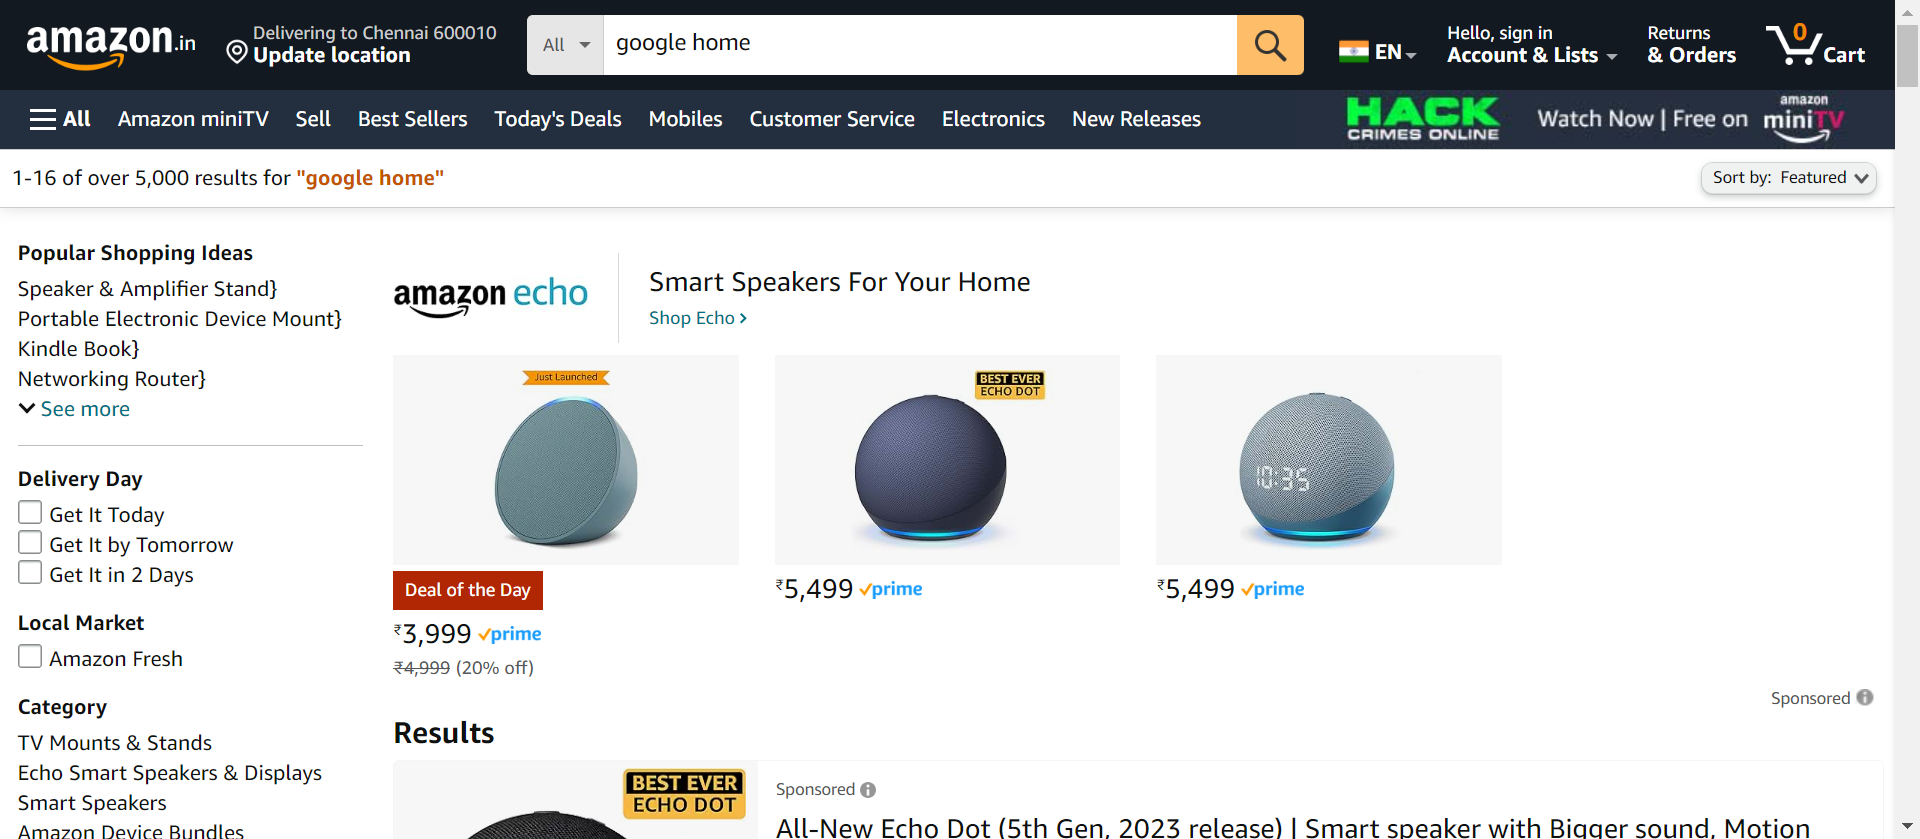 amazon.in
Delivering to Chennai 600010
Update location
All
google home
EN
Hello, sign in
Account & Lists
Returns
& Orders
0
Cart
All
Amazon miniTV
Sell
Best Sellers
Today's Deals
Mobiles
Customer Service
Electronics
New Releases
HACK
CRIMES ONLINE
Watch Now | Free on
amazon
miniTV
1-16 of over 5,000 results for "google home"
Sort by: Featured
Popular Shopping Ideas
Speaker & Amplifier Stand}
Portable Electronic Device Mount}
Kindle Book}
Networking Router}
See more
Delivery Day
Get It Today
Get It by Tomorrow
Get It in 2 Days
Local Market
Amazon Fresh
Category
TV Mounts & Stands
Echo Smart Speakers & Displays
Smart Speakers
Amazon Device Bundles
amazon echo
Smart Speakers For Your Home
Shop Echo
Just Launched
Deal of the Day
₹3,999 prime
₹4,999 (20% off)
BEST EVER
ECHO DOT
₹5,499 prime
10:35
₹5,499 prime
Sponsored
Results
BEST EVER
ECHO DOT
Sponsored
All-New Echo Dot (5th Gen, 2023 release) | Smart speaker with Bigger sound, Motion